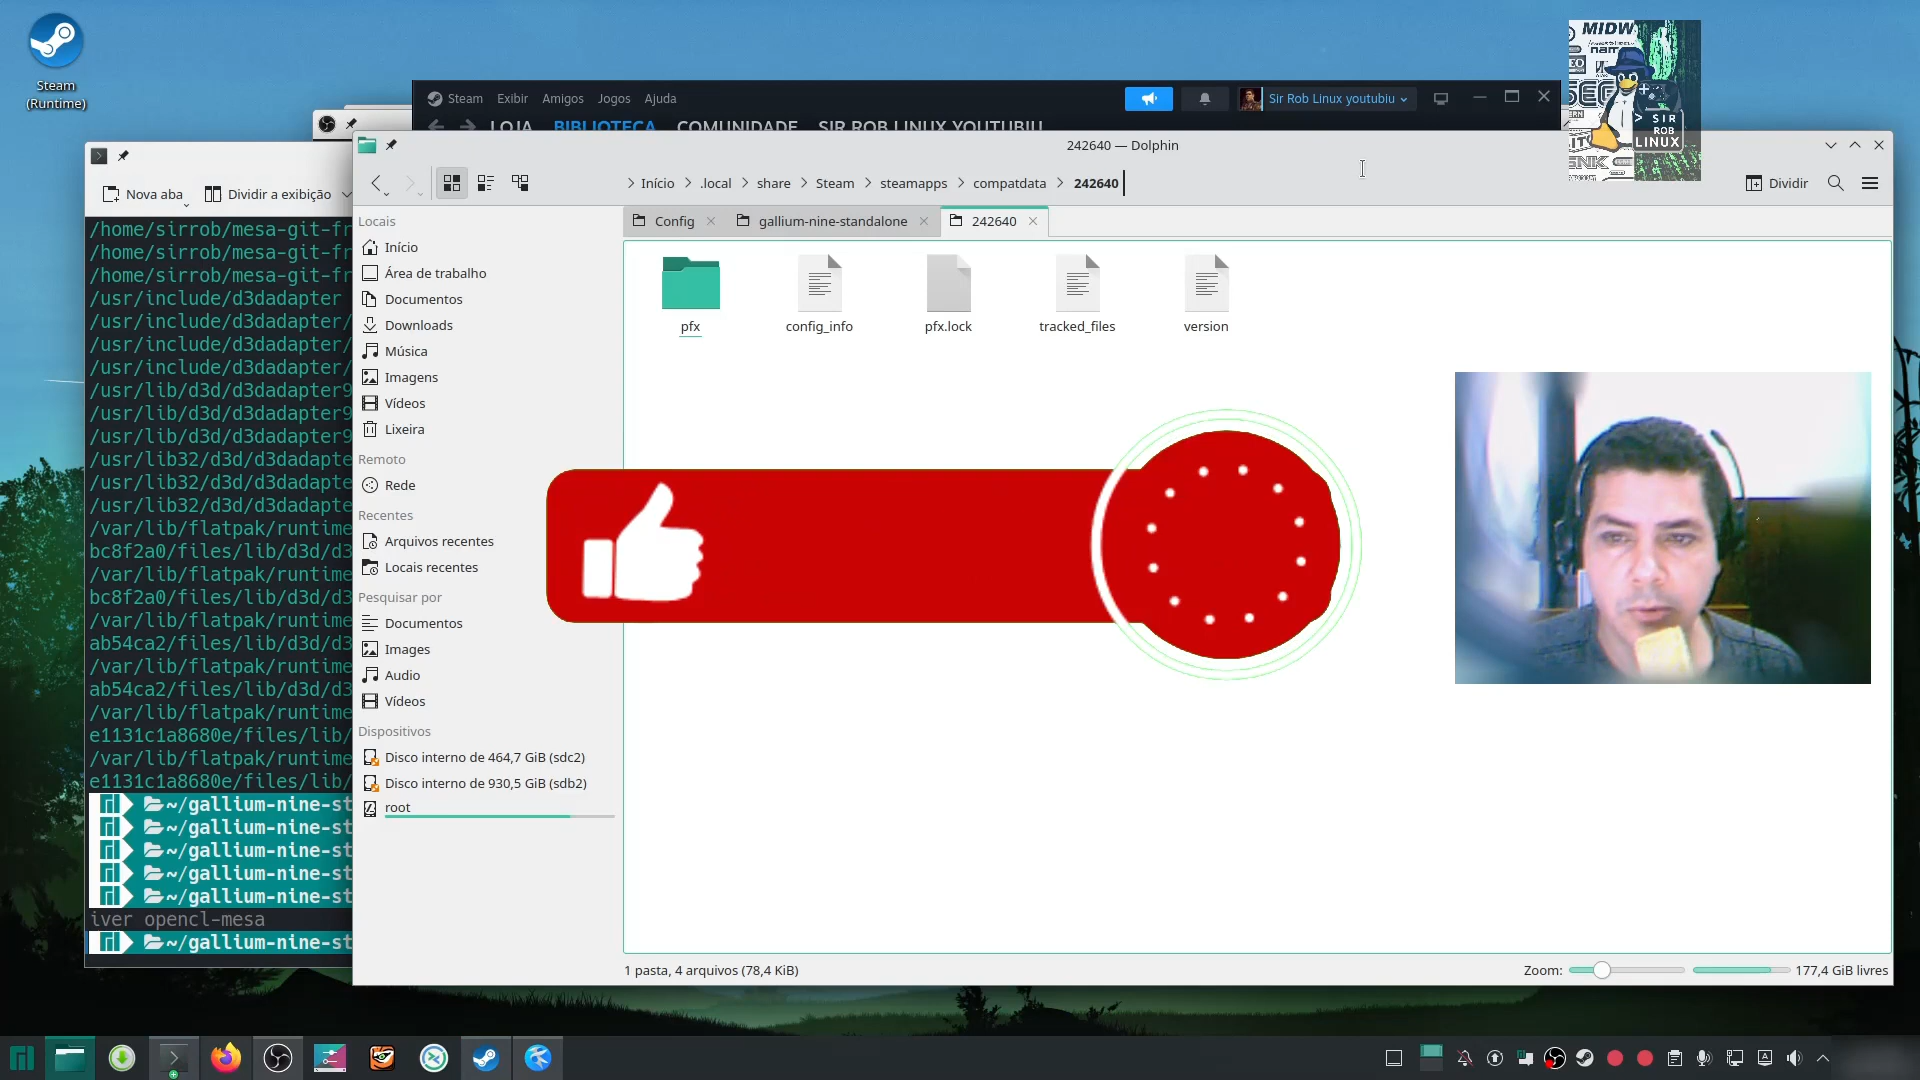 Steam
(Runtime)
Steam Exibir Amigos Jogos Ajuda
Sir Rob Linux youtubiu
LOJA BIBLIOTECA COMUNIDADE SIR ROB LINUX YOUTUBIU
MIDW
> SIR
ROB
LINUX
242640 — Dolphin
Nova aba
Dividir a exibição
Início > .local > share > Steam > steamapps > compatdata > 242640
Dividir
Config
gallium-nine-standalone
242640
Locais
Início
Área de trabalho
Documentos
Downloads
Música
Imagens
Vídeos
Lixeira
Remoto
Rede
Recentes
Arquivos recentes
Locais recentes
Pesquisar por
Documentos
Images
Audio
Vídeos
Dispositivos
Disco interno de 464,7 GiB (sdc2)
Disco interno de 930,5 GiB (sdb2)
root
pfx
config_info
pfx.lock
tracked_files
version
1 pasta, 4 arquivos (78,4 KiB)
Zoom:
177,4 GiB livres
/home/sirrob/mesa-git-fr
/home/sirrob/mesa-git-fr
/home/sirrob/mesa-git-fr
/usr/include/d3dadapter
/usr/include/d3dadapter/
/usr/include/d3dadapter/
/usr/include/d3dadapter/
/usr/lib/d3d/d3dadapter9
/usr/lib/d3d/d3dadapter9
/usr/lib/d3d/d3dadapter9
/usr/lib32/d3d/d3dadapte
/usr/lib32/d3d/d3dadapte
/usr/lib32/d3d/d3dadapte
/var/lib/flatpak/runtime
bc8f2a0/files/lib/d3d/d3
/var/lib/flatpak/runtime
bc8f2a0/files/lib/d3d/d3
/var/lib/flatpak/runtime
ab54ca2/files/lib/d3d/d3
/var/lib/flatpak/runtime
ab54ca2/files/lib/d3d/d3
/var/lib/flatpak/runtime
e1131c1a8680e/files/lib/
/var/lib/flatpak/runtime
e1131c1a8680e/files/lib/
~/gallium-nine-st
~/gallium-nine-st
~/gallium-nine-st
~/gallium-nine-st
~/gallium-nine-st
iver opencl-mesa
~/gallium-nine-st